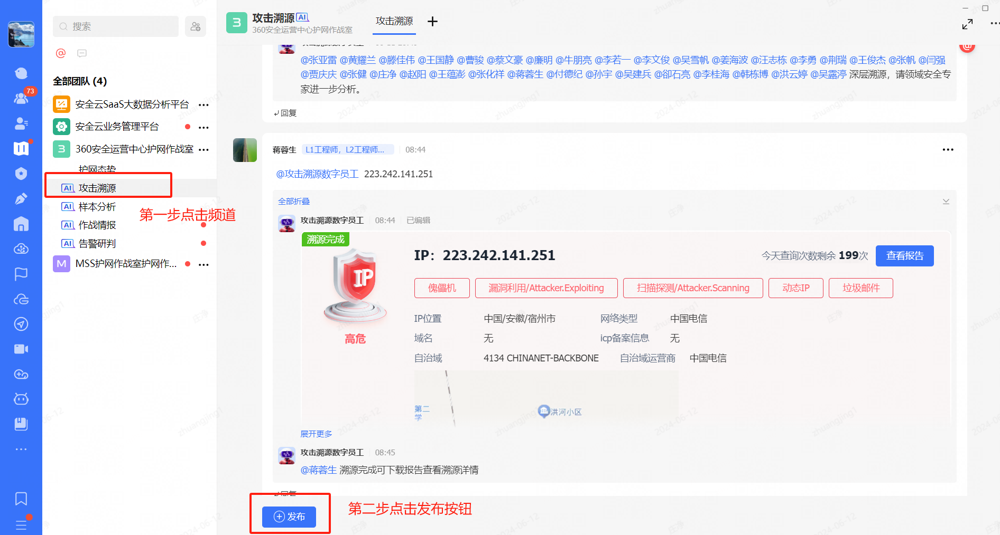 搜索
73
全部团队 (4)
安全云SaaS大数据分析平台
安全云业务管理平台
3
360安全运营中心护网作战室
护网态势
AI 攻击溯源
AI 样本分析
AI 作战情报
AI 告警研判
M
MSS护网作战室护网作...
第一步点击频道
3
攻击溯源AI
360安全运营中心护网作战室
攻击溯源
@张亚雷 @黄耀兰 @滕佳伟 @王国静 @曹骏 @蔡文豪 @廉明 @牛朋亮 @李若一 @李文俊 @吴雪帆 @姜海波 @汪志栋 @李勇 @荆瑞 @王俊杰 @张帆 @闫强
@贾庆庆 @张健 @庄净 @赵阳 @王蕴澎 @张化祥 @蒋蓉生 @付德纪 @孙宇 @吴建兵 @卻石亮 @李桂海 @韩栋博 @洪云婷 @吴露渟 深层溯源，请领域安全专
家进一步分析。
回复
蒋蓉生 L1工程师，L2工程师... 08:44
@攻击溯源数字员工 223.242.141.251
全部折叠
攻击溯源数字员工 08:44 已编辑
溯源完成
IP
高危
IP：223.242.141.251
今天查询次数剩余 199次
查看报告
傀儡机
漏洞利用/Attacker.Exploiting
扫描探测/Attacker.Scanning
动态IP
垃圾邮件
IP位置 中国/安徽/宿州市 网络类型 中国电信
域名 无 icp备案信息 无
自治域 4134 CHINANET-BACKBONE 自治域运营商 中国电信
第二
学
洪河小区
展开更多
攻击溯源数字员工 08:45
@蒋蓉生 溯源完成可下载报告查看溯源详情
回复
发布
第二步点击发布按钮
zhuangjing1
2024-06-12
庄净